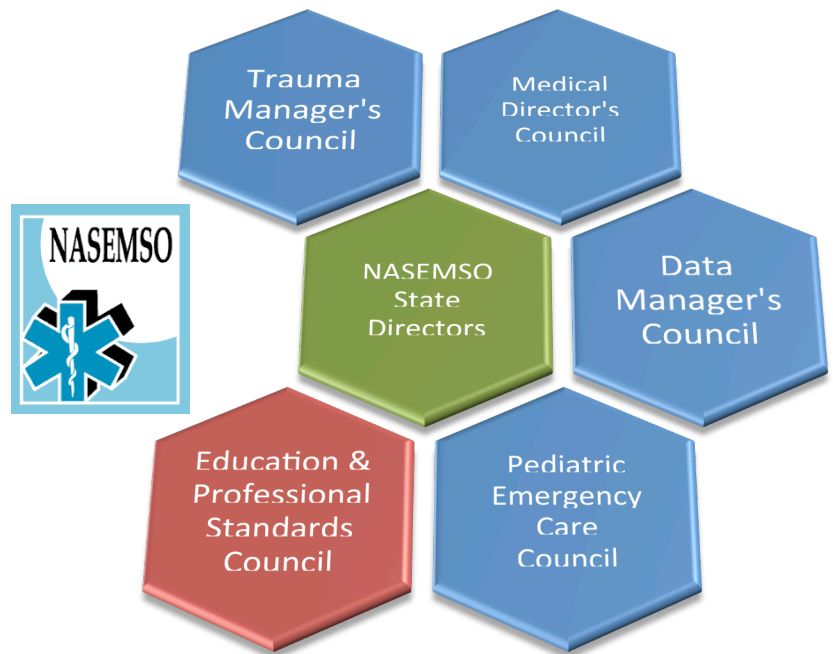 Trauma
Manager's
Council
Medical
Director's
Council
NASEMSO
NASEMSO
State
Directors
Data
Manager's
Council
Education &
Professional
Standards
Council
Pediatric
Emergency
Care
Council